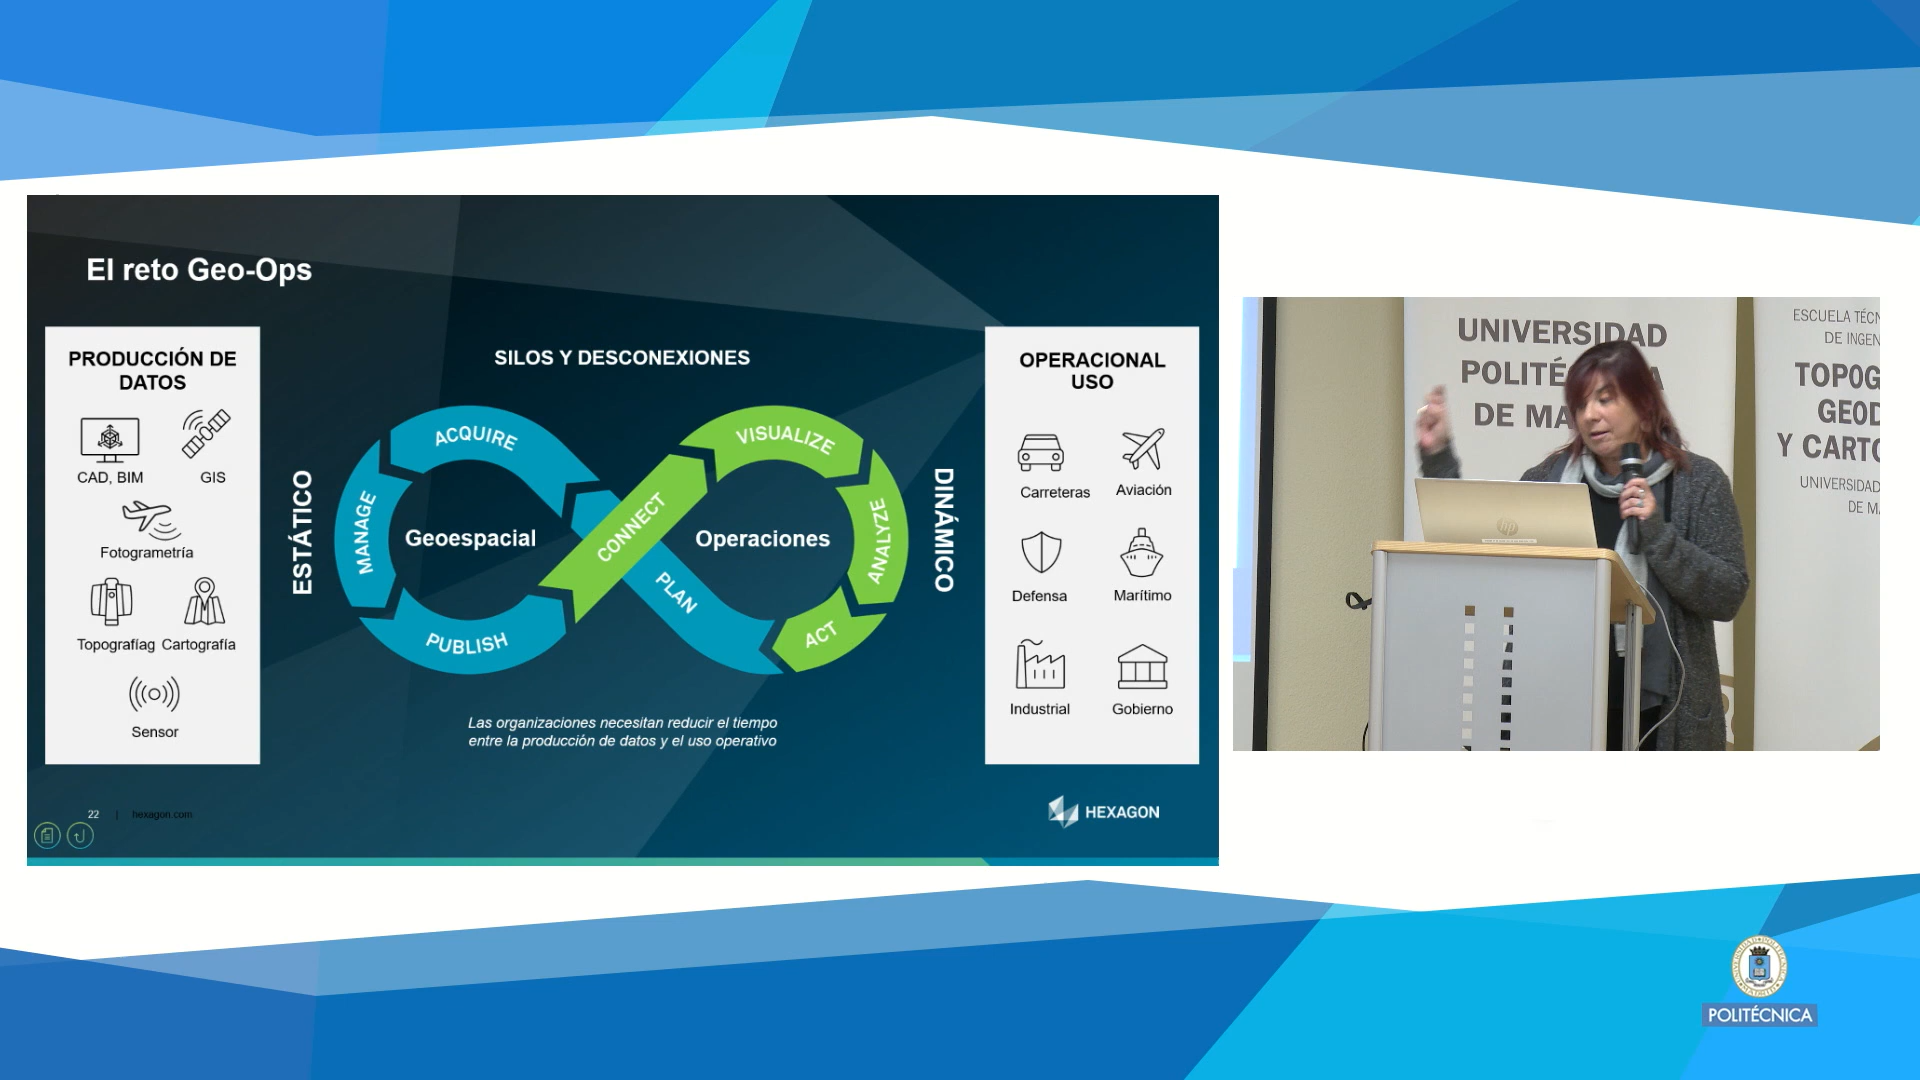 El reto Geo-Ops
PRODUCCIÓN DE
DATOS
CAD, BIM
GIS
Fotogrametría
Topografíag
Cartografía
Sensor
ESTÁTICO
SILOS Y DESCONEXIONES
ACQUIRE
MANAGE
PUBLISH
Geoespacial
CONNECT
PLAN
VISUALIZE
ANALYZE
ACT
Operaciones
DINÁMICO
Las organizaciones necesitan reducir el tiempo
entre la producción de datos y el uso operativo
OPERACIONAL
USO
Carreteras
Aviación
Defensa
Marítimo
Industrial
Gobierno
22 | hexagon.com
HEXAGON
UNIVERSIDAD
POLITÉ A
DE MA
ESCUELA TÉCN
DE INGEN
TOPOG
GEOD
Y CARTO
UNIVERSIDAD
DE M
hp
POLITÉCNICA